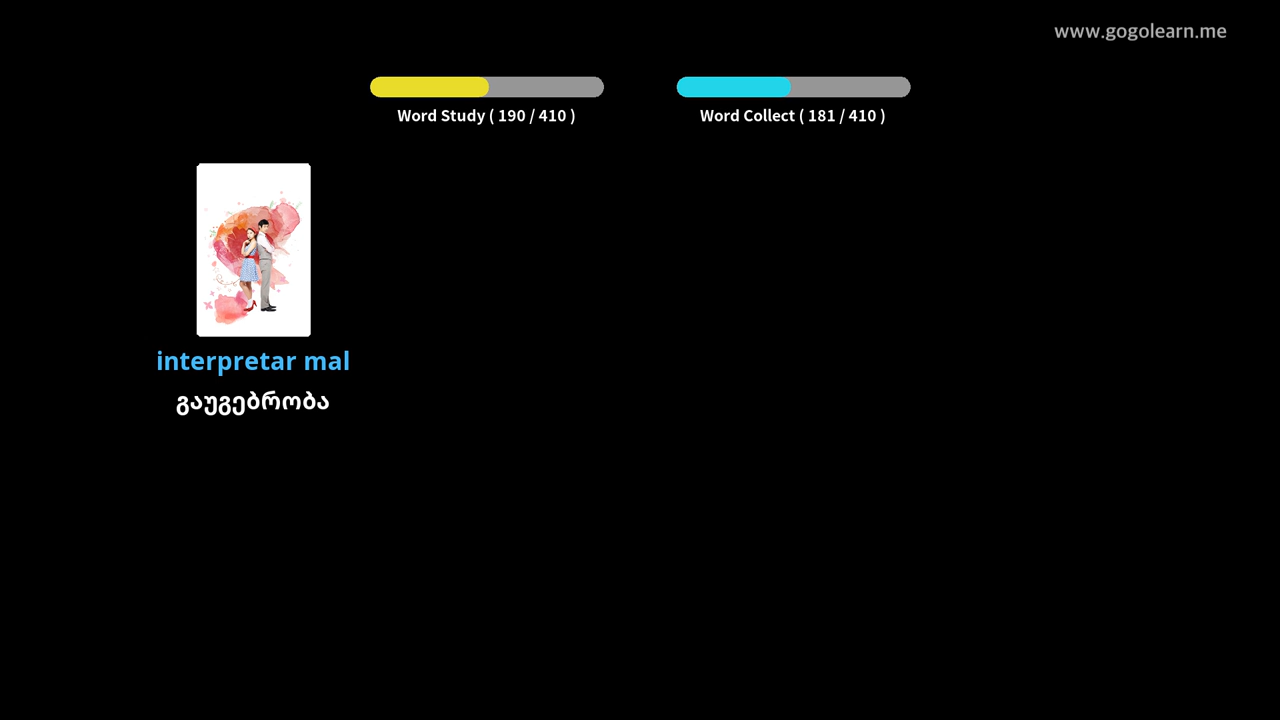 www.gogolearn.me
Word Study ( 190 / 410 )
Word Collect ( 181 / 410 )
interpretar mal
გაუგებრობა